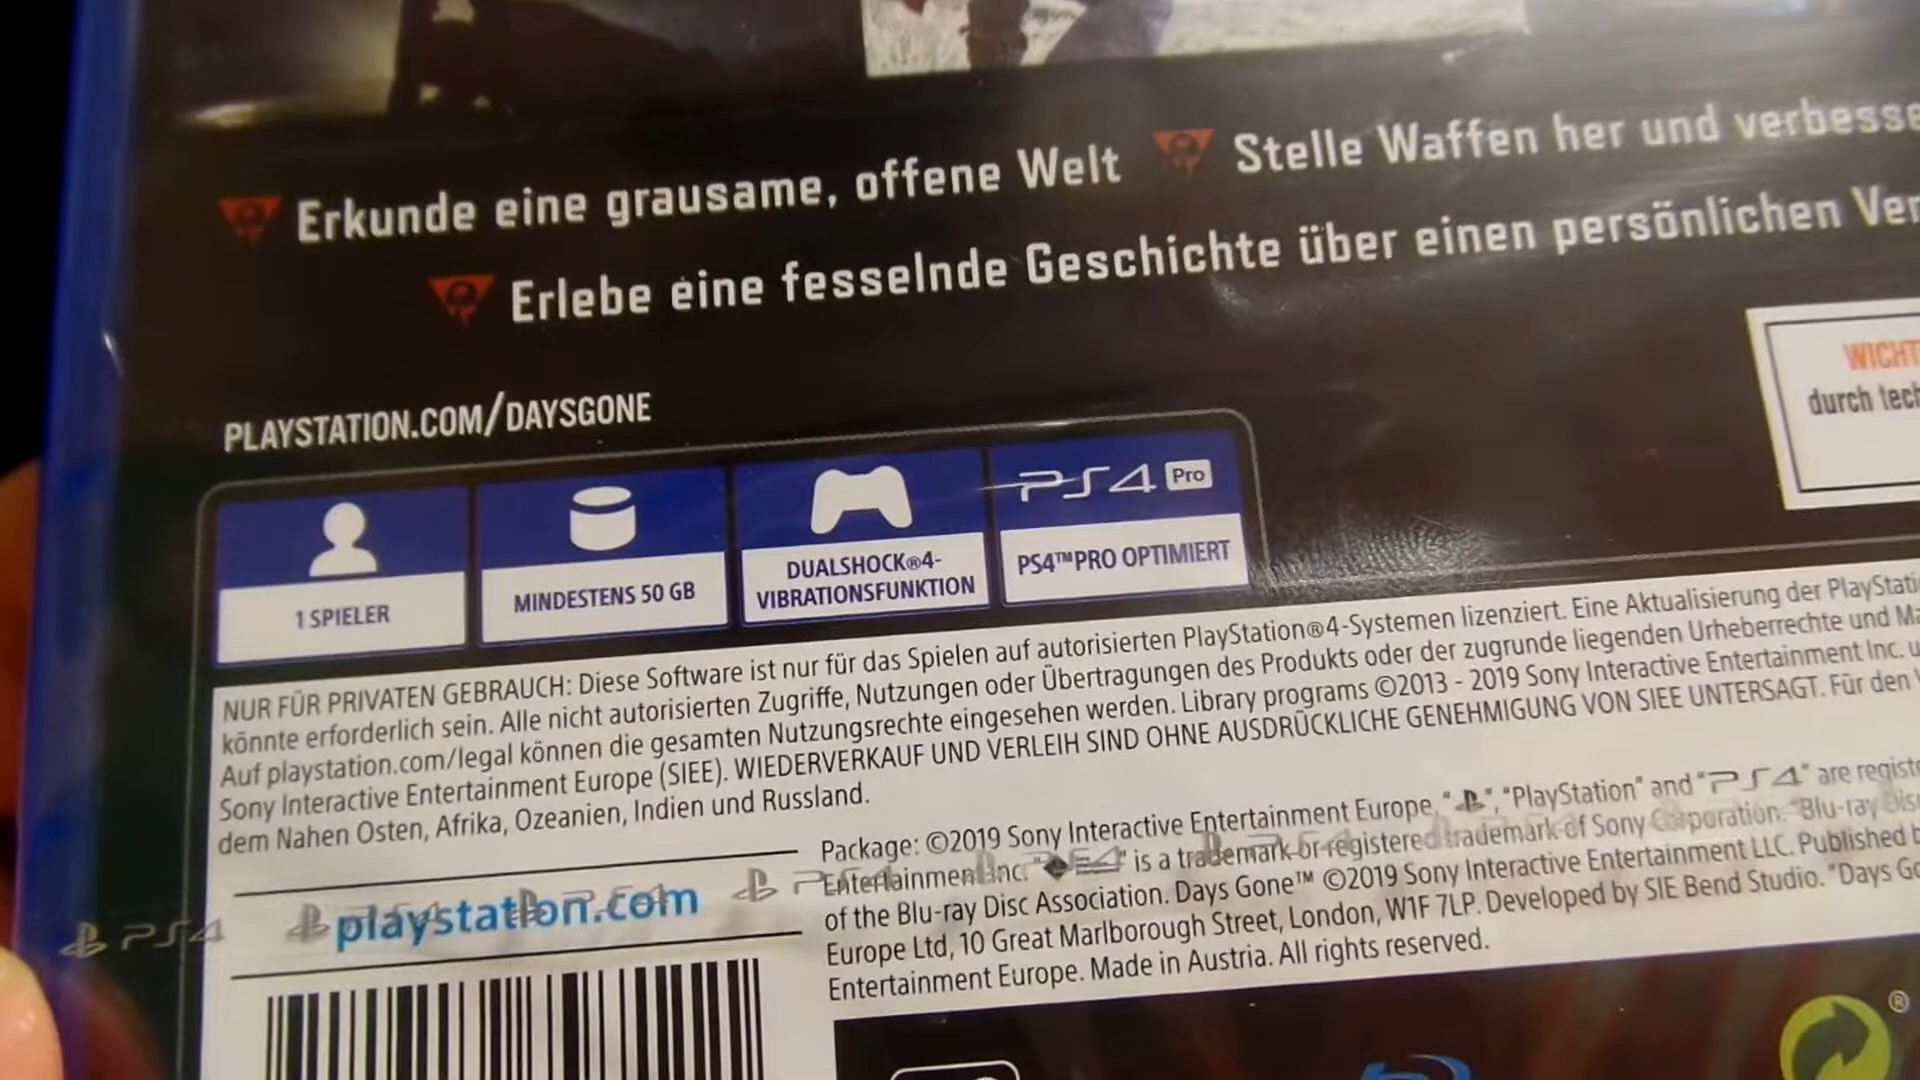 Erkunde eine grausame, offene Welt Stelle Waffen her und
Erlebe eine fesselnde Geschichte über einen persönlichen
PLAYSTATION.COM/DAYSGONE
PS4 Pro
1 SPIELER
MINDESTENS 50 GB
DUALSHOCK®4-
VIBRATIONSFUNKTION
PS4™PRO OPTIMIERT
durch
NUR FÜR PRIVATEN GEBRAUCH: Diese Software ist nur für das Spielen auf autorisierten PlayStation®4-Systemen lizenziert. Eine Aktualisierung der
könnte erforderlich sein. Alle nicht autorisierten Zugriffe, Nutzungen oder Übertragungen des Produkts oder der zugrunde liegenden Urheberrechte und
Auf playstation.com/legal können die gesamten Nutzungsrechte eingesehen werden. Library programs ©2013 - 2019 Sony Interactive Entertainment Inc.
Sony Interactive Entertainment Europe (SIEE). WIEDERVERKAUF UND VERLEIH SIND OHNE AUSDRÜCKLICHE GENEHMIGUNG VON SIEE UNTERSAGT. Für den
dem Nahen Osten, Afrika, Ozeanien, Indien und Russland.
Package: ©2019 Sony Interactive Entertainment Europe. " ", "PlayStation" and "PS4" are
Entertainment Inc. " " is a trademark or registered trademark of Sony Corporation. "Blu-ray
of the Blu-ray Disc Association. Days Gone™ ©2019 Sony Interactive Entertainment LLC. Published
Europe Ltd, 10 Great Marlborough Street, London, W1F 7LP. Developed by SIE Bend Studio. "Days
Entertainment Europe. Made in Austria. All rights reserved.
playstation.com
PS4 PS4 PS4 PS4 PS4
®